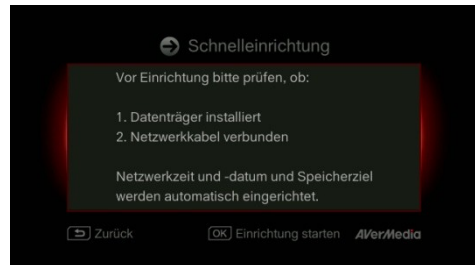 Schnelleinrichtung
Vor Einrichtung bitte prüfen, ob:
1. Datenträger installiert
2. Netzwerkkabel verbunden
Netzwerkzeit und -datum und Speicherziel
werden automatisch eingerichtet.
Zurück OK Einrichtung starten AVerMedia